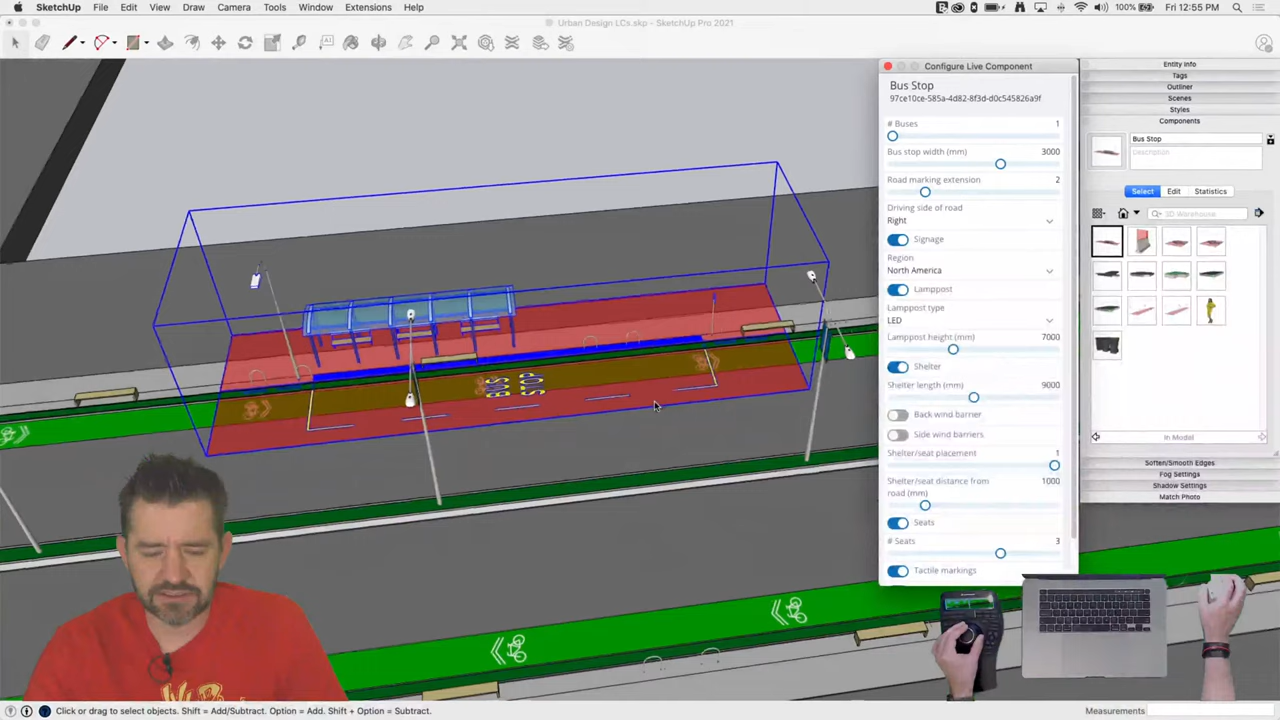 SketchUp File Edit View Draw Camera Tools Window Extensions Help
100% Fri 12:55 PM
Urban Design LCs.skp - SketchUp Pro 2021
Configure Live Component
Bus Stop
97ce10ce-585a-4d82-8f3d-d0c545826a9f
# Buses 1
Bus stop width (mm) 3000
Road marking extension 2
Driving side of road
Right
Signage
Region
North America
Lamppost
Lamppost type
LED
Lamppost height (mm) 7000
Shelter
Shelter length (mm) 9000
Back wind barrier
Side wind barriers
Shelter/seat placement 1
Shelter/seat distance from 1000
road (mm)
Seats
# Seats 3
Tactile markings
Entity Info
Tags
Outliner
Scenes
Styles
Components
Bus Stop
Description
Select Edit Statistics
3D Warehouse
In Model
Soften/Smooth Edges
Fog Settings
Shadow Settings
Match Photo
BUS STOP
Click or drag to select objects. Shift = Add/Subtract. Option = Add. Shift + Option = Subtract.
Measurements